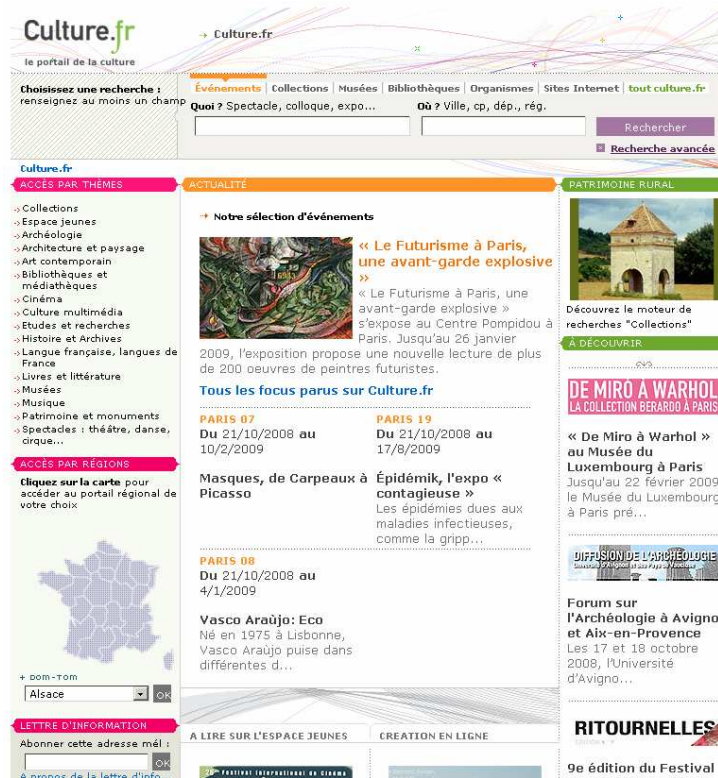 Culture.fr
le portail de la culture
→ Culture.fr
Choisissez une recherche :
renseignez au moins un champ
Événements | Collections | Musées | Bibliothèques | Organismes | Sites Internet | tout culture.fr
Quoi ? Spectacle, colloque, expo...
Où ? Ville, cp, dép., rég.
Rechercher
Recherche avancée
Culture.fr
ACCÈS PAR THÈMES
Collections
Espace jeunes
Archéologie
Architecture et paysage
Art contemporain
Bibliothèques et
médiathèques
Cinéma
Culture multimédia
Etudes et recherches
Histoire et Archives
Langue française, langues de
France
Livres et littérature
Musées
Musique
Patrimoine et monuments
Spectacles : théâtre, danse,
cirque...
ACCÈS PAR RÉGIONS
Cliquez sur la carte pour
accéder au portail régional de
votre choix
+ DOM-TOM
Alsace
OK
LETTRE D'INFORMATION
Abonner cette adresse mél :
OK
A propos de la lettre d'info
ACTUALITÉ
→ Notre sélection d'événements
« Le Futurisme à Paris,
une avant-garde explosive
»
« Le Futurisme à Paris, une
avant-garde explosive »
s'expose au Centre Pompidou à
Paris. Jusqu'au 26 janvier
2009, l'exposition propose une nouvelle lecture de plus
de 200 oeuvres de peintres futuristes.
Tous les focus parus sur Culture.fr
PARIS 07
Du 21/10/2008 au
10/2/2009
Masques, de Carpeaux à
Picasso
PARIS 19
Du 21/10/2008 au
17/8/2009
Épidémik, l'expo «
contagieuse »
Les épidémies dues aux
maladies infectieuses,
comme la gripp...
PARIS 08
Du 21/10/2008 au
4/1/2009
Vasco Araùjo: Eco
Né en 1975 à Lisbonne,
Vasco Araùjo puise dans
différentes d...
A LIRE SUR L'ESPACE JEUNES
CREATION EN LIGNE
Festival International de Cinéma
PATRIMOINE RURAL
Découvrez le moteur de
recherches "Collections"
À DÉCOUVRIR
DE MIRÓ À WARHOL
LA COLLECTION BERARDO À PARIS
« De Miro à Warhol »
au Musée du
Luxembourg à Paris
Jusqu'au 22 février 2009
le Musée du Luxembourg
à Paris pré...
DIFFUSION DE L'ARCHÉOLOGIE
Forum sur
l'Archéologie à Avigno
et Aix-en-Provence
Les 17 et 18 octobre
2008, l'Université
d'Avigno...
RITOURNELLES
9e édition du Festival